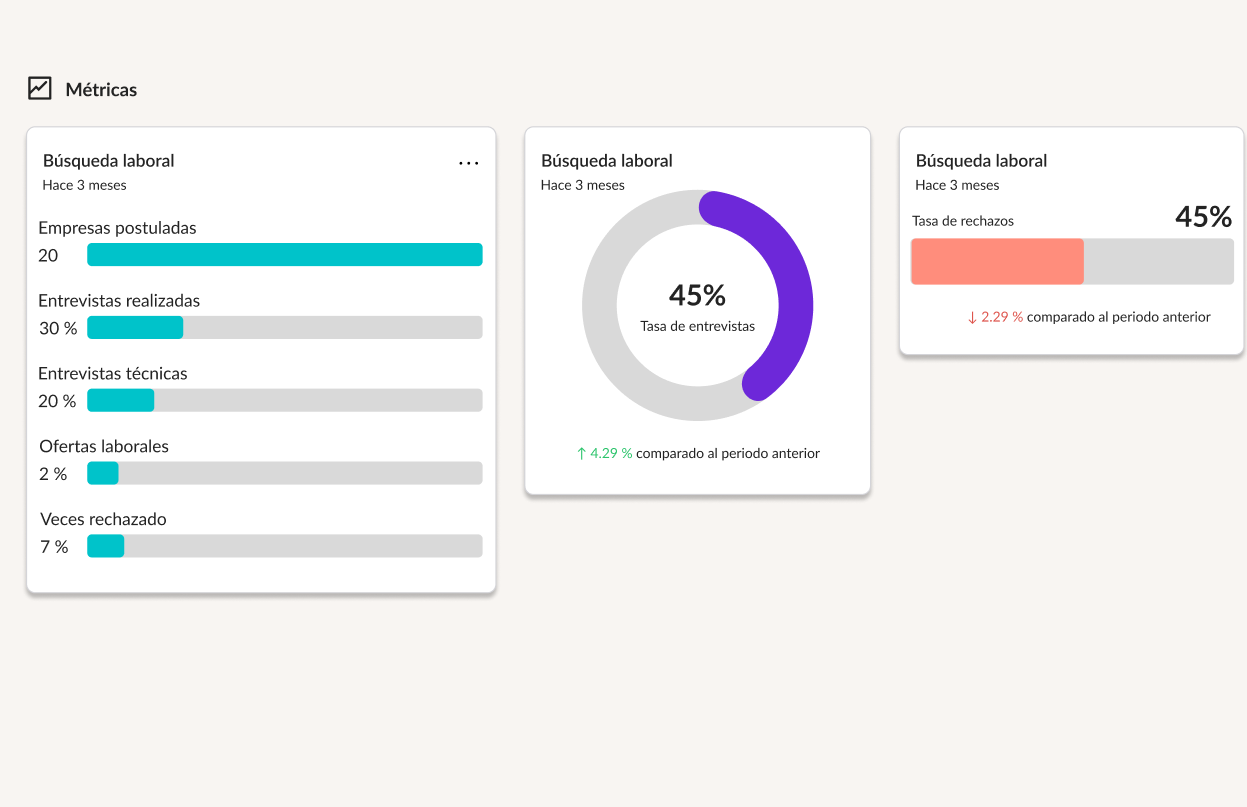 Métricas
Búsqueda laboral
...
Hace 3 meses
Empresas postuladas
20
Entrevistas realizadas
30 %
Entrevistas técnicas
20 %
Ofertas laborales
2 %
Veces rechazado
7 %
Búsqueda laboral
Hace 3 meses
45%
Tasa de entrevistas
↑ 4.29 % comparado al periodo anterior
Búsqueda laboral
Hace 3 meses
Tasa de rechazos
45%
↓ 2.29 % comparado al periodo anterior